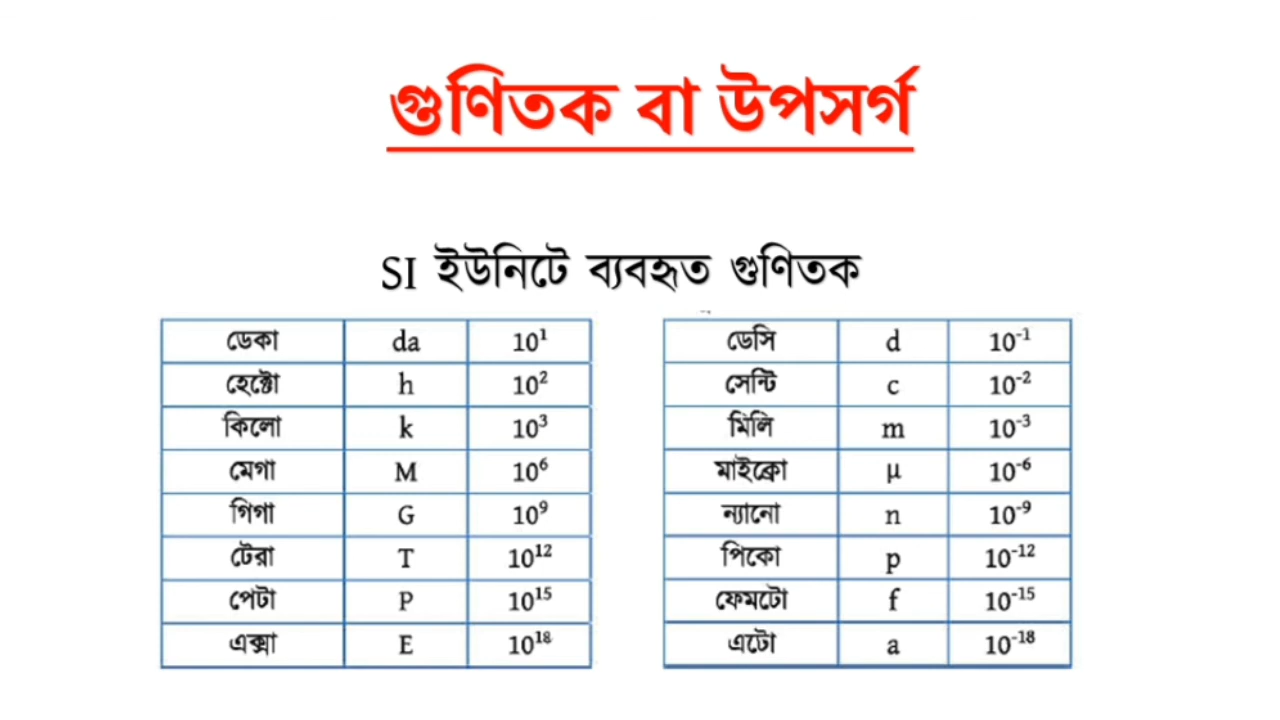 গুণিতক বা উপসর্গ
SI ইউনিটে ব্যবহৃত গুণিতক
ডেকা da 10¹
হেক্টো h 10²
কিলো k 10³
মেগা M 10⁶
গিগা G 10⁹
টেরা T 10¹²
পেটা P 10¹⁵
এক্সা E 10¹⁸
ডেসি d 10⁻¹
সেন্টি c 10⁻²
মিলি m 10⁻³
মাইক্রো μ 10⁻⁶
ন্যানো n 10⁻⁹
পিকো p 10⁻¹²
ফেমটো f 10⁻¹⁵
এটো a 10⁻¹⁸